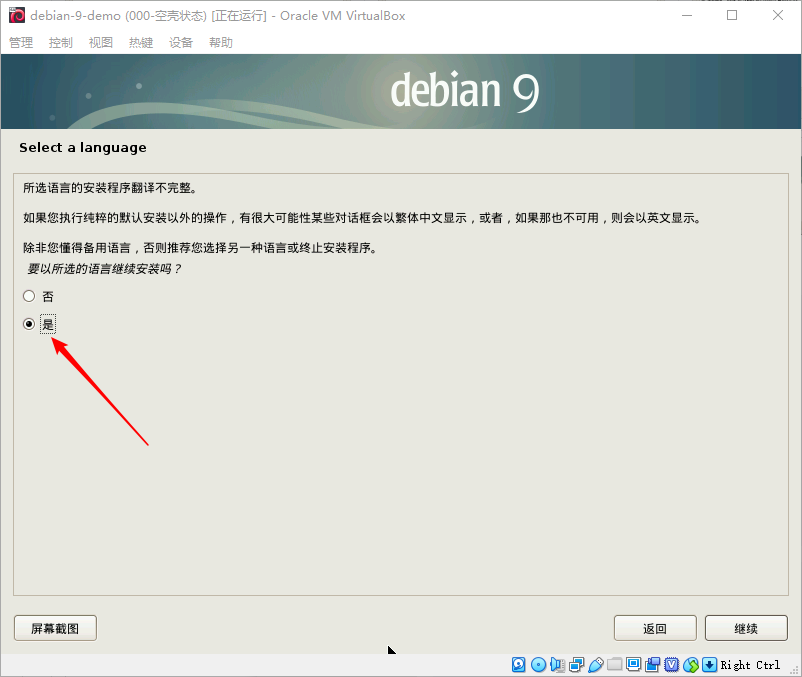 debian-9-demo (000-空壳状态) [正在运行] - Oracle VM VirtualBox
管理 控制 视图 热键 设备 帮助
debian 9
Select a language
所选语言的安装程序翻译不完整。
如果您执行纯粹的默认安装以外的操作，有很大可能性某些对话框会以繁体中文显示，或者，如果那也不可用，则会以英文显示。
除非您懂得备用语言，否则推荐您选择另一种语言或终止安装程序。
要以所选的语言继续安装吗？
否
是
屏幕截图 返回 继续
Right Ctrl